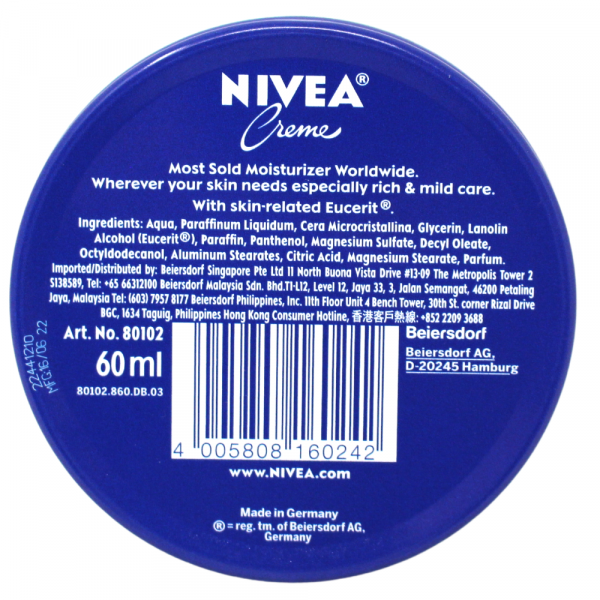 NIVEA®
Creme
Most Sold Moisturizer Worldwide.
Wherever your skin needs especially rich & mild care.
With skin-related Eucerit®.
Ingredients: Aqua, Paraffinum Liquidum, Cera Microcristallina, Glycerin, Lanolin
Alcohol (Eucerit®), Paraffin, Panthenol, Magnesium Sulfate, Decyl Oleate,
Octyldodecanol, Aluminum Stearates, Citric Acid, Magnesium Stearate, Parfum.
Imported/Distributed by: Beiersdorf Singapore Pte Ltd 11 North Buona Vista Drive #13-09 The Metropolis Tower 2
S138589, Tel: +65 66312100 Beiersdorf Malaysia Sdn. Bhd.T1-L12, Level 12, Jaya 33, 3, Jalan Semangat, 46200 Petaling
Jaya, Malaysia Tel: (603) 7957 8177 Beiersdorf Philippines, Inc. 11th Floor Unit 4 Bench Tower, 30th St. corner Rizal Drive
BGC, 1634 Taguig, Philippines Hong Kong Consumer Hotline, 香港客戶熱線: +852 2209 3688
Art. No. 80102
60 ml
80102.860.DB.03
22441210
MFG16/06 22
Beiersdorf
Beiersdorf AG,
D-20245 Hamburg
4 005808 160242
www.NIVEA.com
Made in Germany
® = reg. tm. of Beiersdorf AG,
Germany